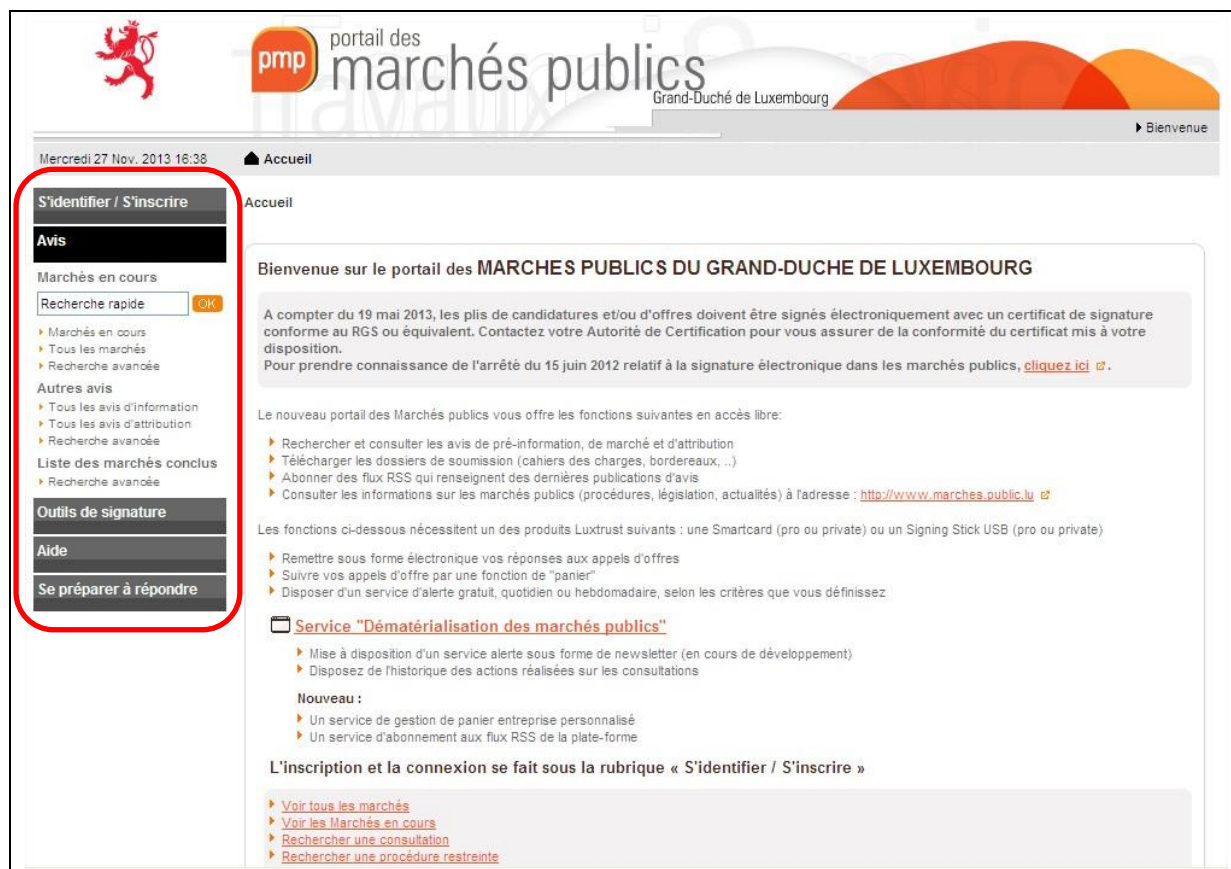 portail des
pmp
marchés publics
Grand-Duché de Luxembourg
Travaux
Bienvenue
Mercredi 27 Nov. 2013 16:38
Accueil
S'identifier / S'inscrire
Avis
Marchés en cours
Recherche rapide
OK
Marchés en cours
Tous les marchés
Recherche avancée
Autres avis
Tous les avis d'information
Tous les avis d'attribution
Recherche avancée
Liste des marchés conclus
Recherche avancée
Outils de signature
Aide
Se préparer à répondre
Accueil
Bienvenue sur le portail des MARCHES PUBLICS DU GRAND-DUCHE DE LUXEMBOURG
A compter du 19 mai 2013, les plis de candidatures et/ou d'offres doivent être signés électroniquement avec un certificat de signature
conforme au RGS ou équivalent. Contactez votre Autorité de Certification pour vous assurer de la conformité du certificat mis à votre
disposition.
Pour prendre connaissance de l'arrêté du 15 juin 2012 relatif à la signature électronique dans les marchés publics, cliquez ici .
Le nouveau portail des Marchés publics vous offre les fonctions suivantes en accès libre:
Rechercher et consulter les avis de pré-information, de marché et d'attribution
Télécharger les dossiers de soumission (cahiers des charges, bordereaux, ..)
Abonner des flux RSS qui renseignent des dernières publications d'avis
Consulter les informations sur les marchés publics (procédures, législation, actualités) à l'adresse : http://www.marches.public.lu
Les fonctions ci-dessous nécessitent un des produits Luxtrust suivants : une Smartcard (pro ou private) ou un Signing Stick USB (pro ou private)
Remettre sous forme électronique vos réponses aux appels d'offres
Suivre vos appels d'offre par une fonction de "panier"
Disposer d'un service d'alerte gratuit, quotidien ou hebdomadaire, selon les critères que vous définissez
Service "Dématérialisation des marchés publics"
Mise à disposition d'un service alerte sous forme de newsletter (en cours de développement)
Disposez de l'historique des actions réalisées sur les consultations
Nouveau :
Un service de gestion de panier entreprise personnalisé
Un service d'abonnement aux flux RSS de la plate-forme
L'inscription et la connexion se fait sous la rubrique « S'identifier / S'inscrire »
Voir tous les marchés
Voir les Marchés en cours
Rechercher une consultation
Rechercher une procédure restreinte